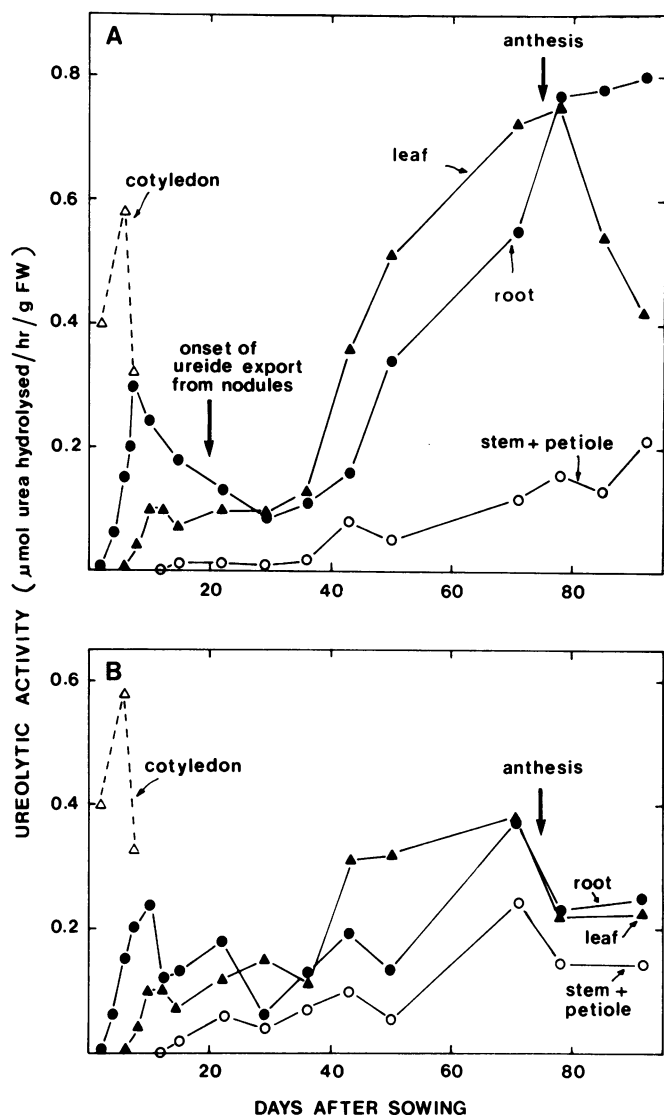 A
anthesis
0.8
leaf
cotyledon
0.6
0.4
root
onset of
ureide export
from nodules
stem + petiole
0.2
20
40
60
80
UREOLYTIC ACTIVITY ( μmol urea hydrolysed/hr/g FW)
B
0.6
cotyledon
anthesis
0.4
root
0.2
leaf
stem +
petiole
20
40
60
80
DAYS AFTER SOWING